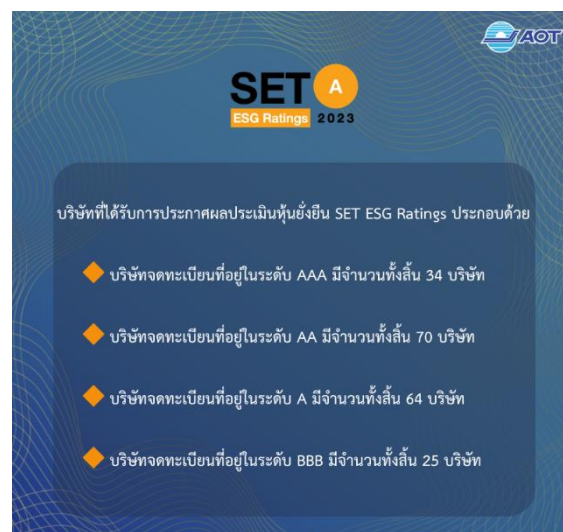 AOT
SET A
ESG Ratings 2023
บริษัทที่ได้รับการประกาศผลประเมินหุ้นยั่งยืน SET ESG Ratings ประกอบด้วย
บริษัทจดทะเบียนที่อยู่ในระดับ AAA มีจำนวนทั้งสิ้น 34 บริษัท
บริษัทจดทะเบียนที่อยู่ในระดับ AA มีจำนวนทั้งสิ้น 70 บริษัท
บริษัทจดทะเบียนที่อยู่ในระดับ A มีจำนวนทั้งสิ้น 64 บริษัท
บริษัทจดทะเบียนที่อยู่ในระดับ BBB มีจำนวนทั้งสิ้น 25 บริษัท